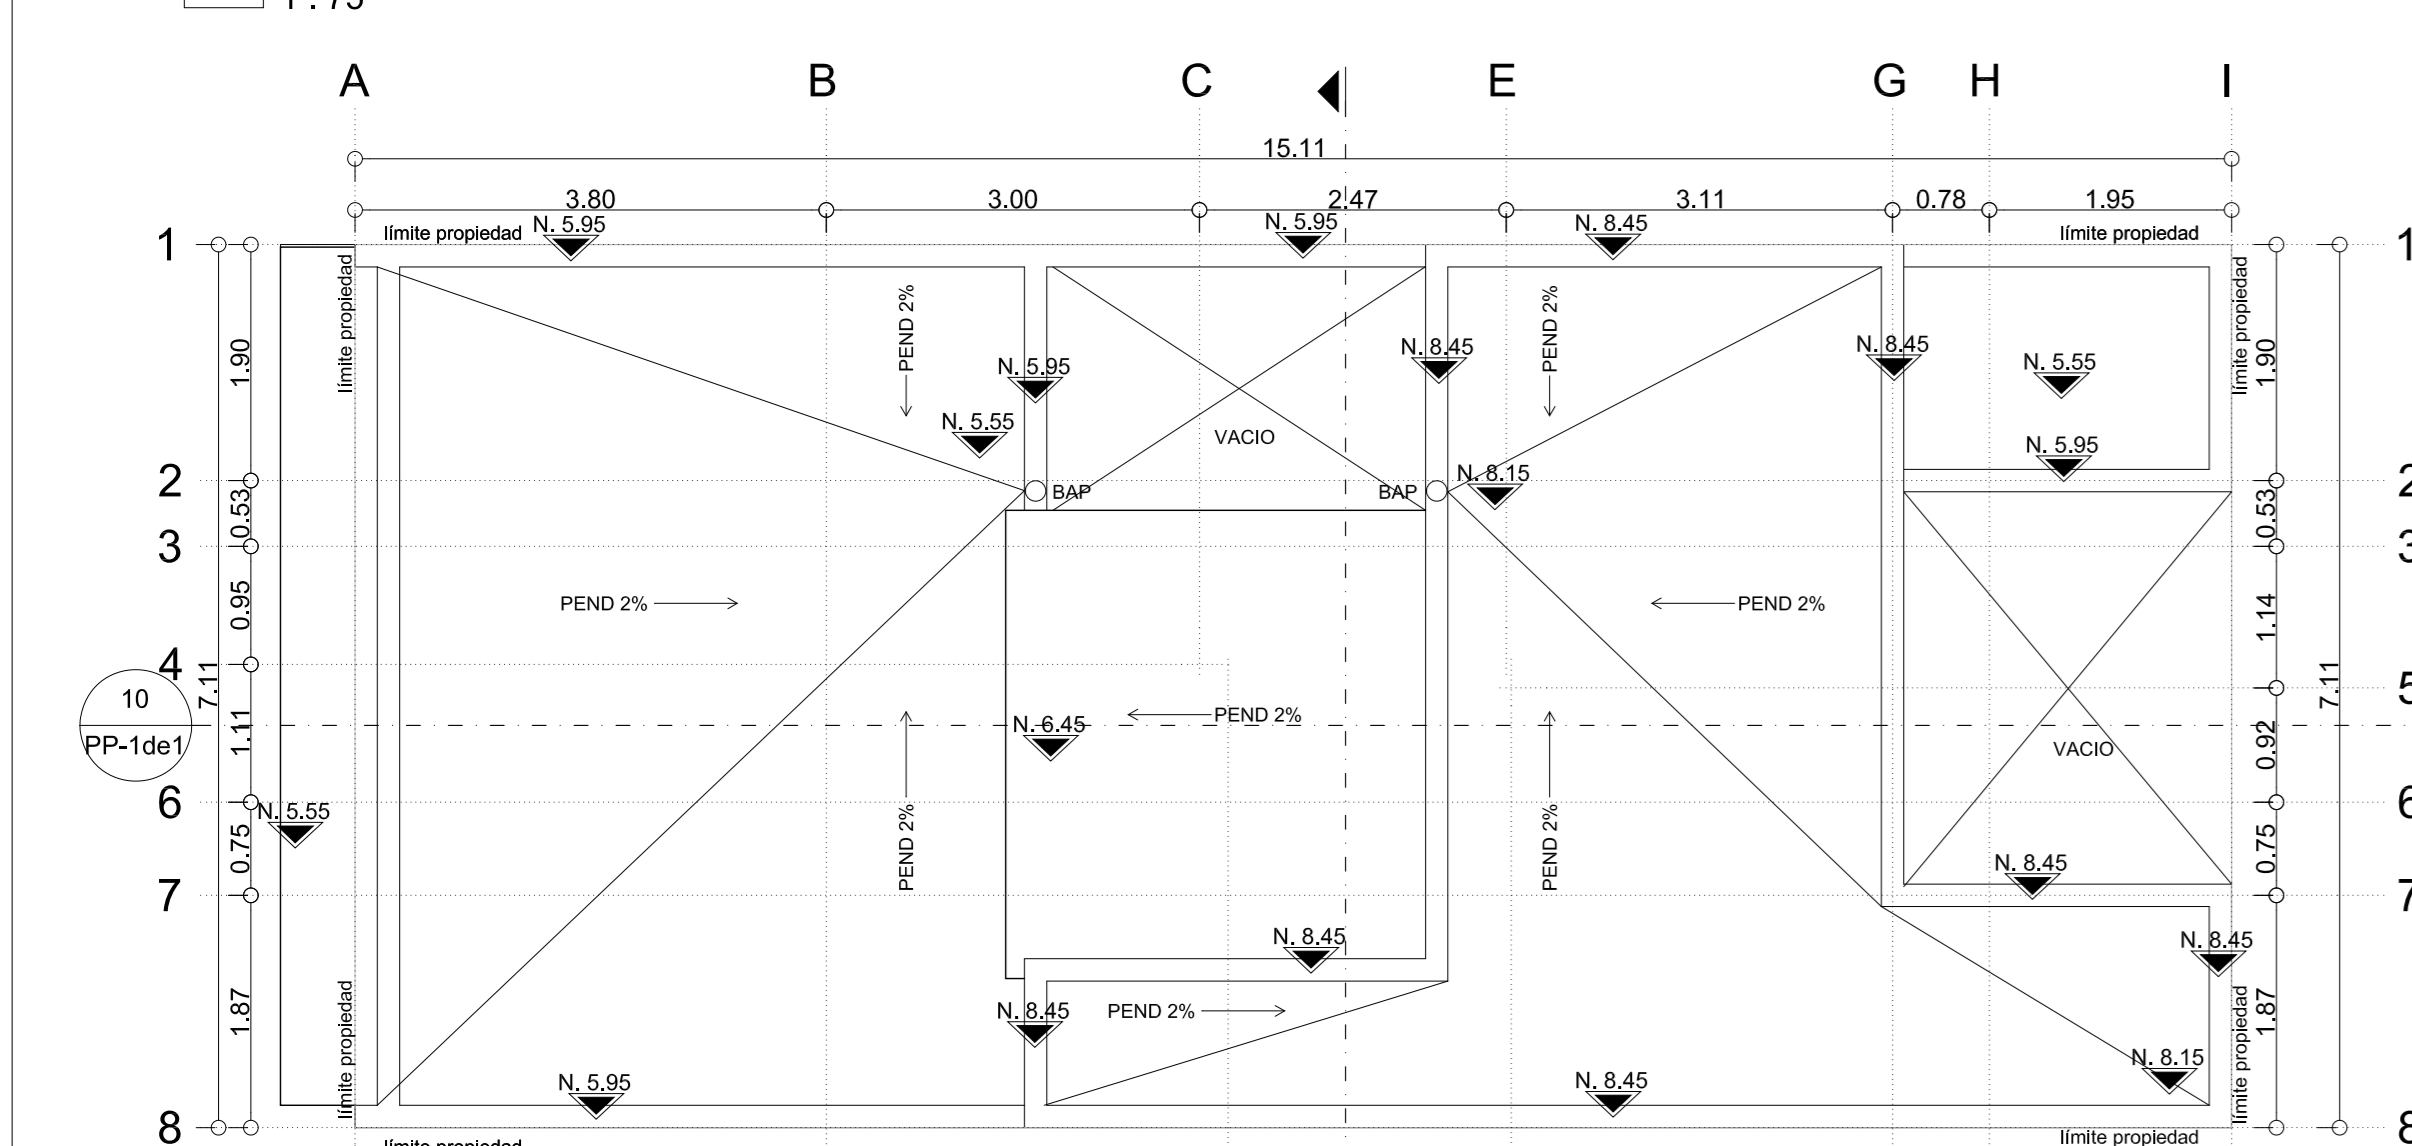 A B C E G H I
15.11
3.80 3.00 2.47 3.11 0.78 1.95
límite propiedad N. 5.95 N. 5.95 N. 8.45 límite propiedad
1 1
límite propiedad
límite propiedad
PEND 2%
PEND 2%
1.90
1.90
N. 5.95
N. 8.45
N. 8.45
N. 5.55
N. 5.55
VACIO
N. 5.95
2 2
N. 8.15
BAP
BAP
0.53
0.53
3 3
0.95
PEND 2%
PEND 2%
1.14
4
7.11
7.11
5
10
PP-1de1
1.11
N. 6.45
PEND 2%
0.92
VACIO
6 6
N. 5.55
0.75
PEND 2%
PEND 2%
0.75
N. 8.45
7 7
N. 8.45
N. 8.45
1.87
1.87
N. 8.45
PEND 2%
límite propiedad
límite propiedad
N. 5.95
N. 8.45
N. 8.15
8 8
límite propiedad
límite propiedad